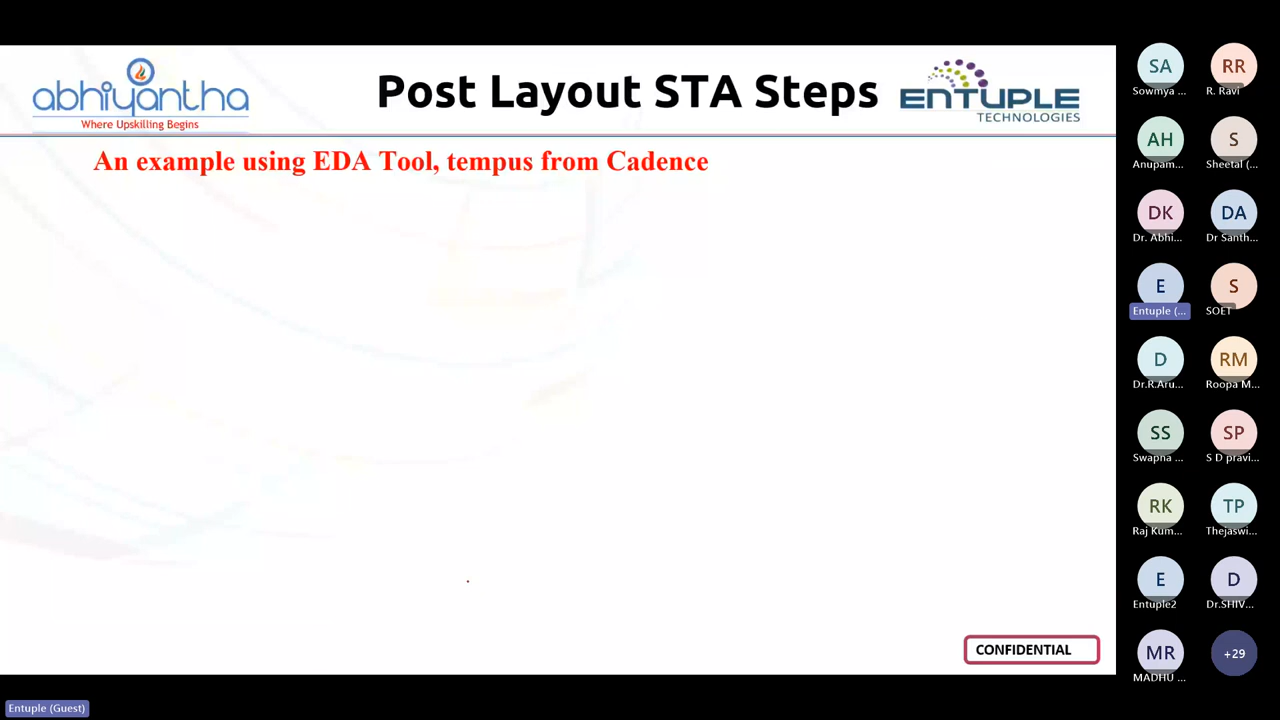 abhiyantha
Where Upskilling Begins
Post Layout STA Steps
ENTUPLE
TECHNOLOGIES
An example using EDA Tool, tempus from Cadence
CONFIDENTIAL
SA
Sowmya ...
RR
R. Ravi
AH
Anupam...
S
Sheetal (...
DK
Dr. Abhi...
DA
Dr Santh...
E
Entuple (...
S
SOET
D
Dr.R.Aru...
RM
Roopa M...
SS
Swapna ...
SP
S D pravi...
RK
Raj Kum...
TP
Thejaswi...
E
Entuple2
D
Dr.SHIV...
MR
MADHU ...
+29
Entuple (Guest)